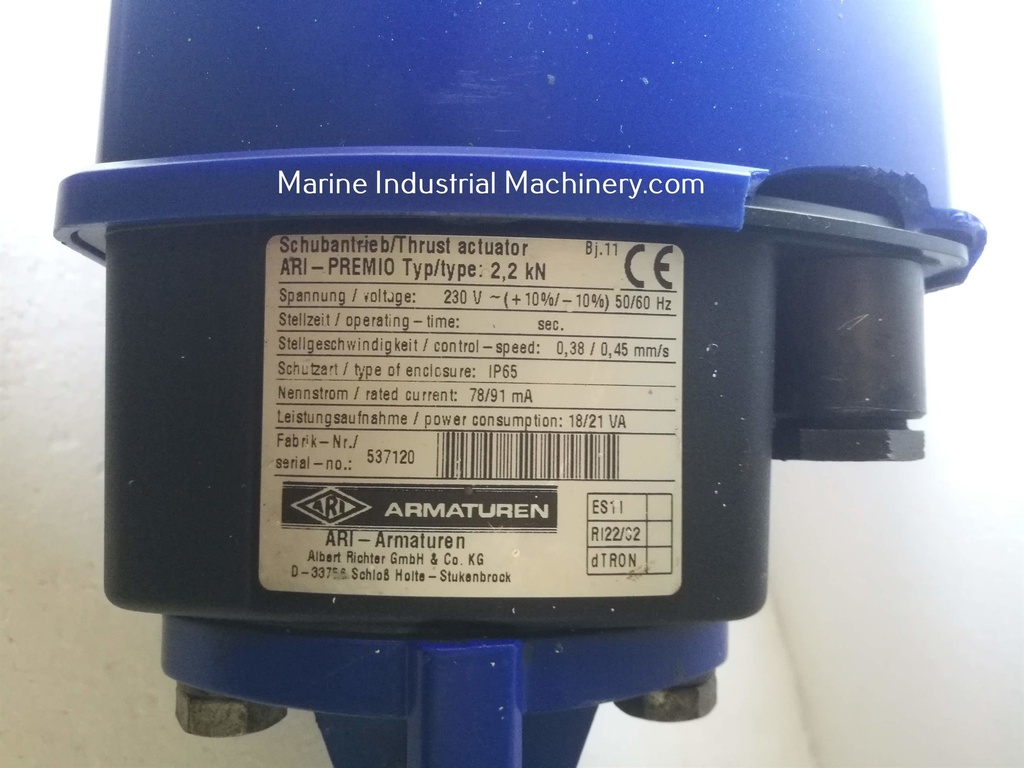 Marine Industrial Machinery.com
Schubantrieb/Thrust actuator Bj.11 CE
ARI-PREMIO Typ/type: 2,2 kN
Spannung / voltage: 230 V ~ (+10%/-10%) 50/60 Hz
Stellzeit / operating-time: sec.
Stellgeschwindigkeit / control-speed: 0,38 / 0,45 mm/s
Schutzart / type of enclosure: IP65
Nennstrom / rated current: 78/91 mA
Leistungsaufnahme / power consumption: 18/21 VA
Fabrik-Nr./
serial-no.: 537120
ARI ARMATUREN
ARI-Armaturen
Albert Richter GmbH & Co. KG
D-33756 Schloß Holte-Stukenbrock
ES11
RI22/S2
dTRON